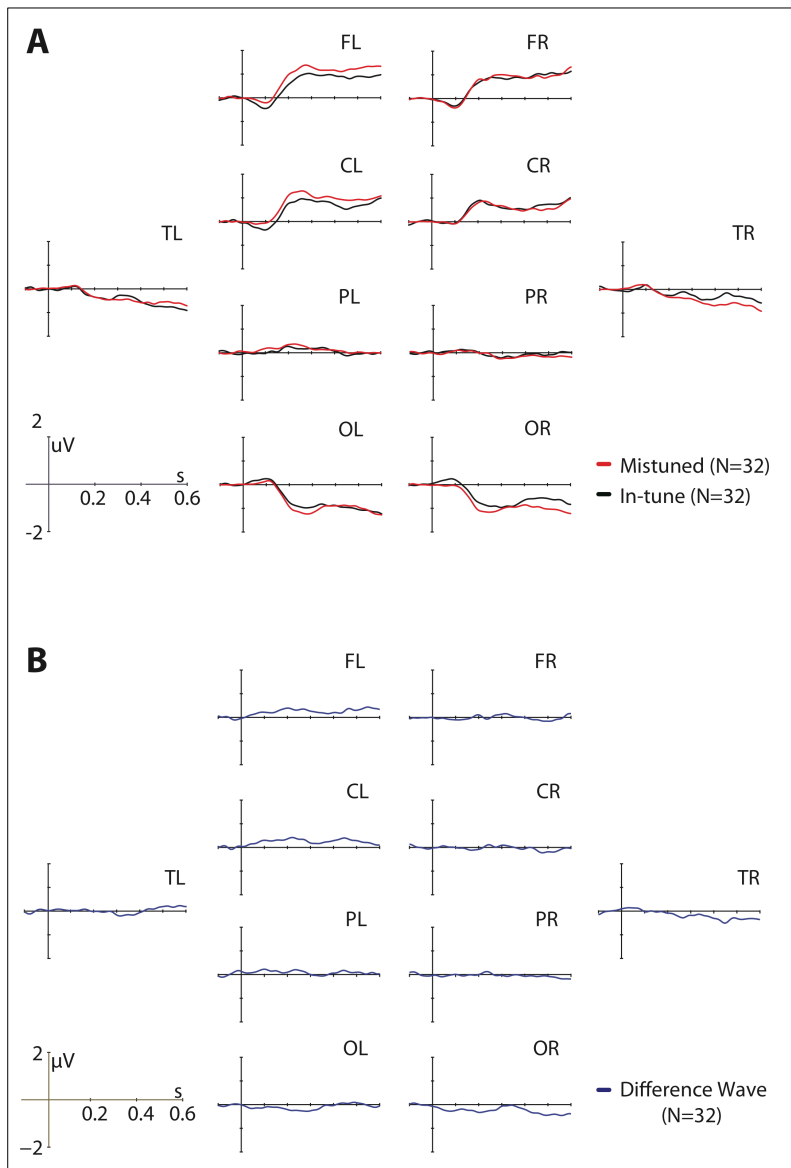 A
FL
FR
CL
CR
TL
TR
PL
PR
2
uV
OL
OR
s
0.2
0.4
0.6
-2
Mistuned (N=32)
In-tune (N=32)
B
FL
FR
CL
CR
TL
TR
PL
PR
2
μV
OL
OR
s
0.2
0.4
0.6
−2
Difference Wave
(N=32)